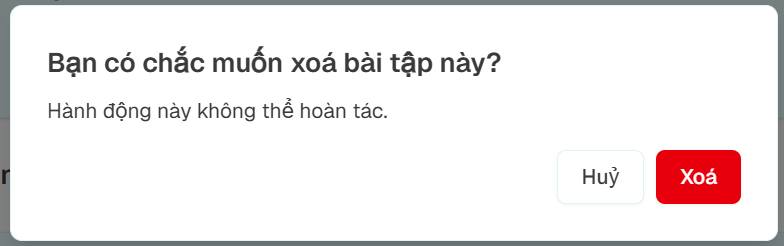 Bạn có chắc muốn xoá bài tập này?
Hành động này không thể hoàn tác.
Huỷ
Xoá